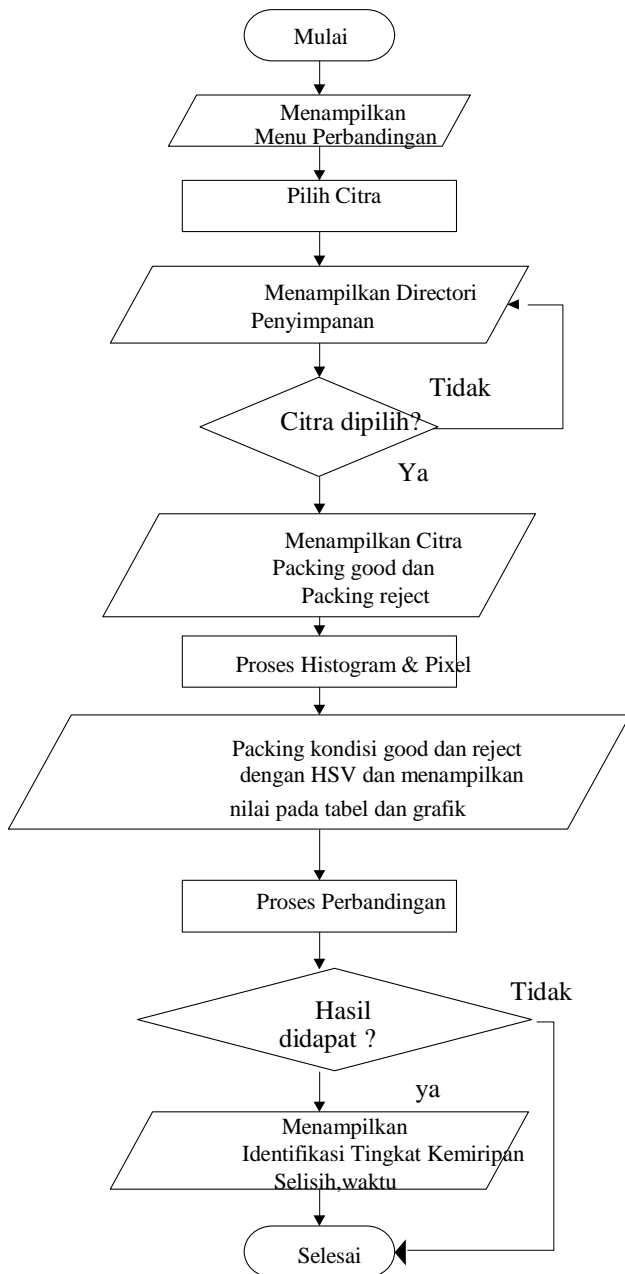 Mulai
Menampilkan
Menu Perbandingan
Pilih Citra
Menampilkan Directori
Penyimpanan
Tidak
Citra dipilih?
Ya
Menampilkan Citra
Packing good dan
Packing reject
Proses Histogram & Pixel
Packing kondisi good dan reject
dengan HSV dan menampilkan
nilai pada tabel dan grafik
Proses Perbandingan
Tidak
Hasil
didapat ?
ya
Menampilkan
Identifikasi Tingkat Kemiripan
Selisih,waktu
Selesai